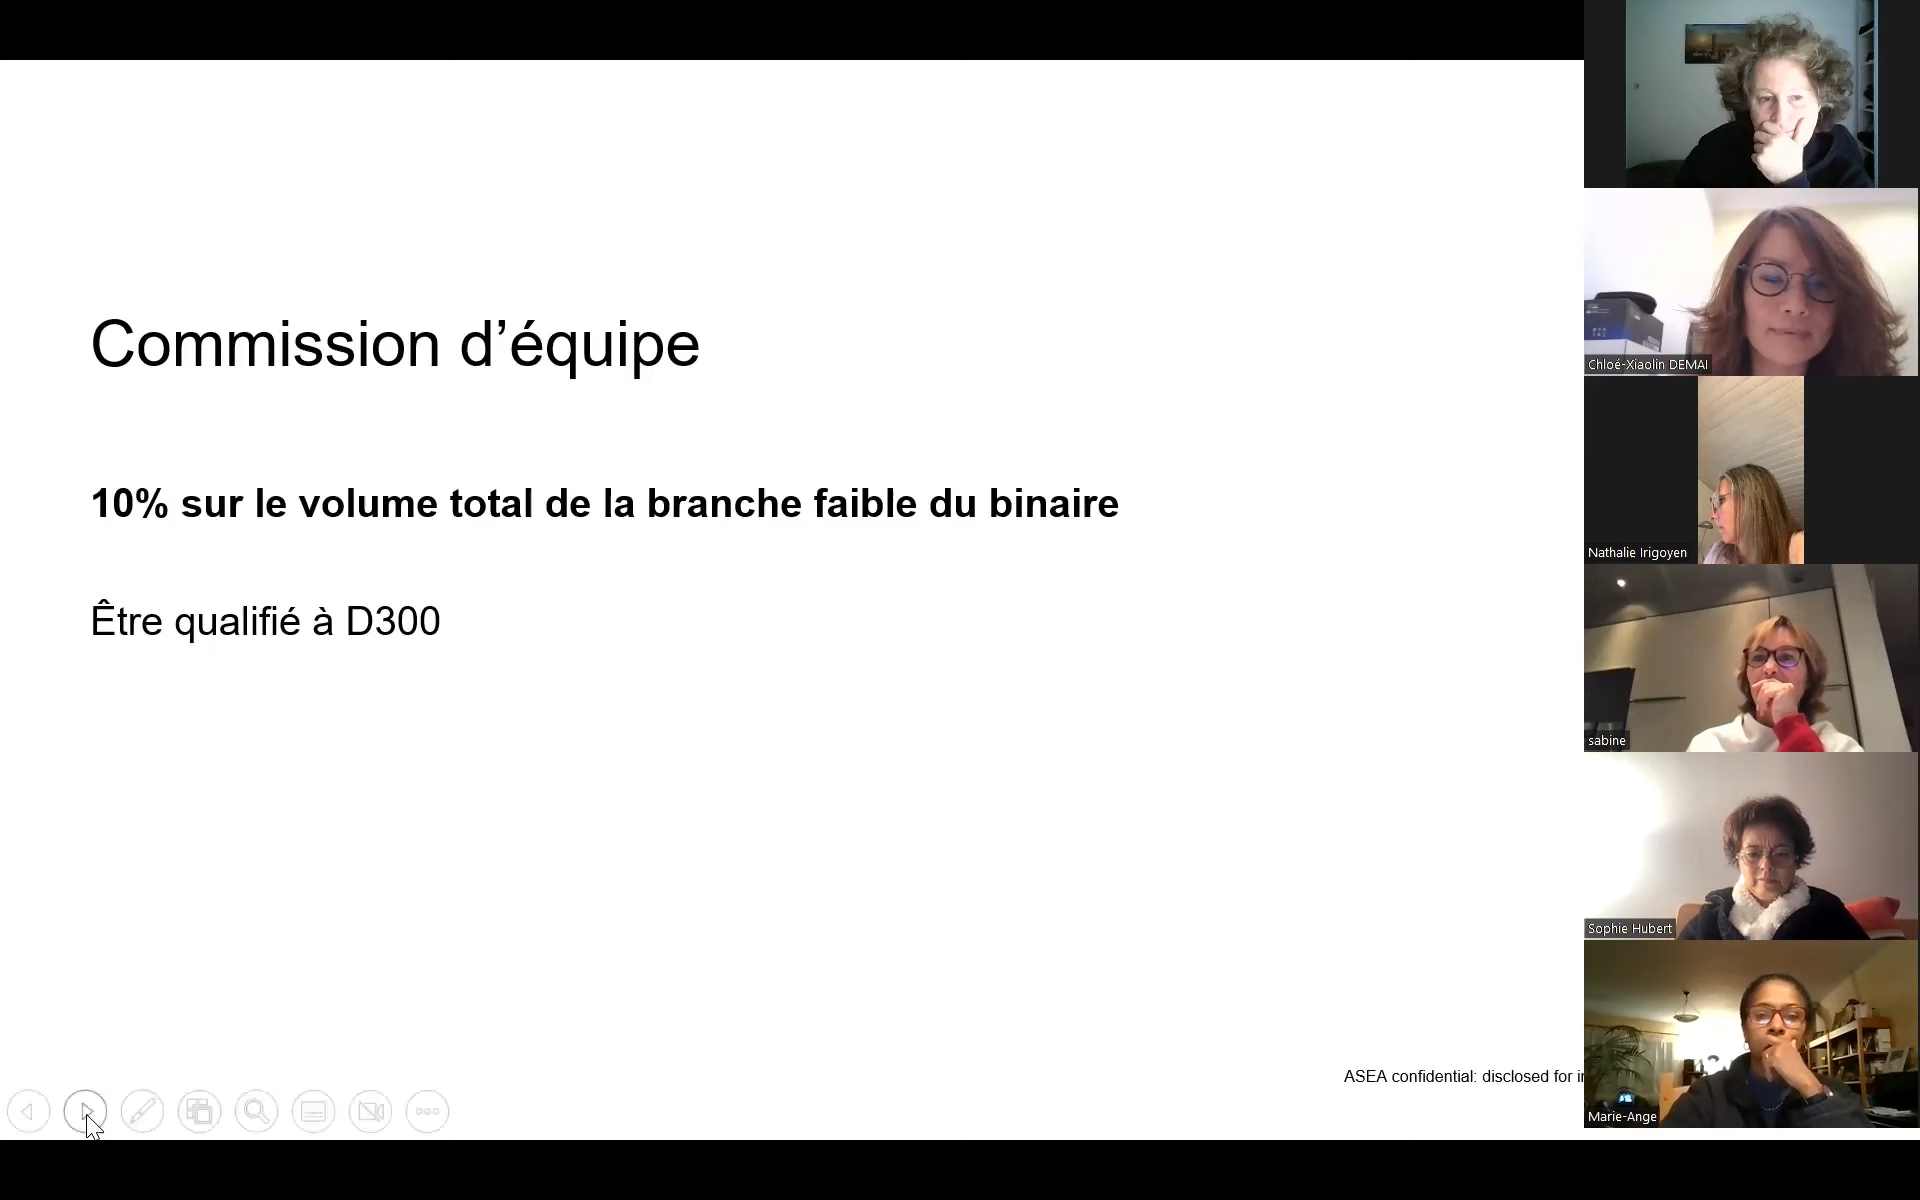 Commission d’équipe
10% sur le volume total de la branche faible du binaire
Être qualifié à D300
ASEA confidential: disclosed for
Chloé-Xiaolin DEMAI
Nathalie Irigoyen
sabine
Sophie Hubert
Marie-Ange